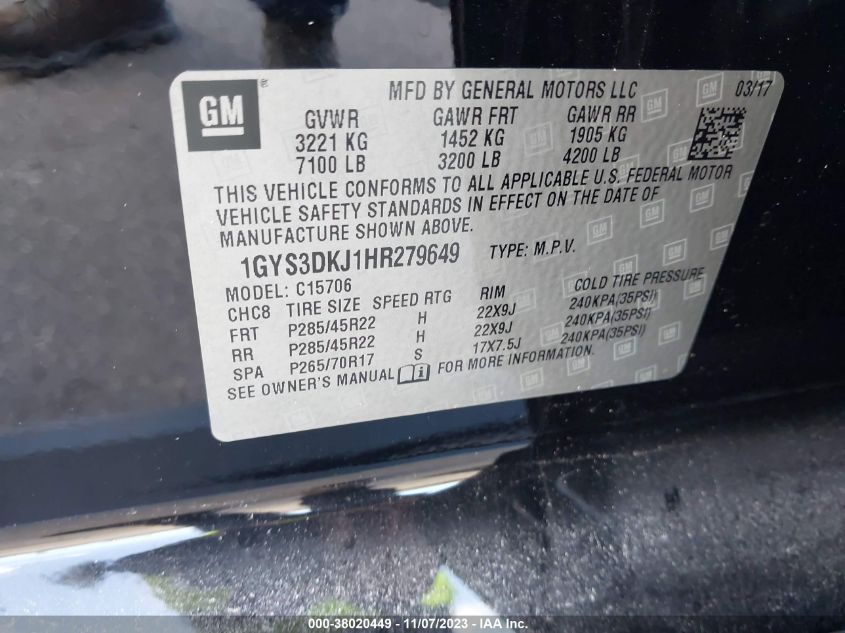 GM ®
MFD BY GENERAL MOTORS LLC 03/17
GVWR GAWR FRT GAWR RR
3221 KG 1452 KG 1905 KG
7100 LB 3200 LB 4200 LB
THIS VEHICLE CONFORMS TO ALL APPLICABLE U.S. FEDERAL MOTOR
VEHICLE SAFETY STANDARDS IN EFFECT ON THE DATE OF
MANUFACTURE SHOWN ABOVE.
1GYS3DKJ1HR279649 TYPE: M.P.V.
MODEL: C15706
CHC8 TIRE SIZE SPEED RTG RIM COLD TIRE PRESSURE
FRT P285/45R22 H 22X9J 240KPA(35PSI)
RR P285/45R22 H 22X9J 240KPA(35PSI)
SPA P265/70R17 S 17X7.5J 240KPA(35PSI)
SEE OWNER'S MANUAL i FOR MORE INFORMATION.
000-38020449 - 11/07/2023 - IAA Inc.